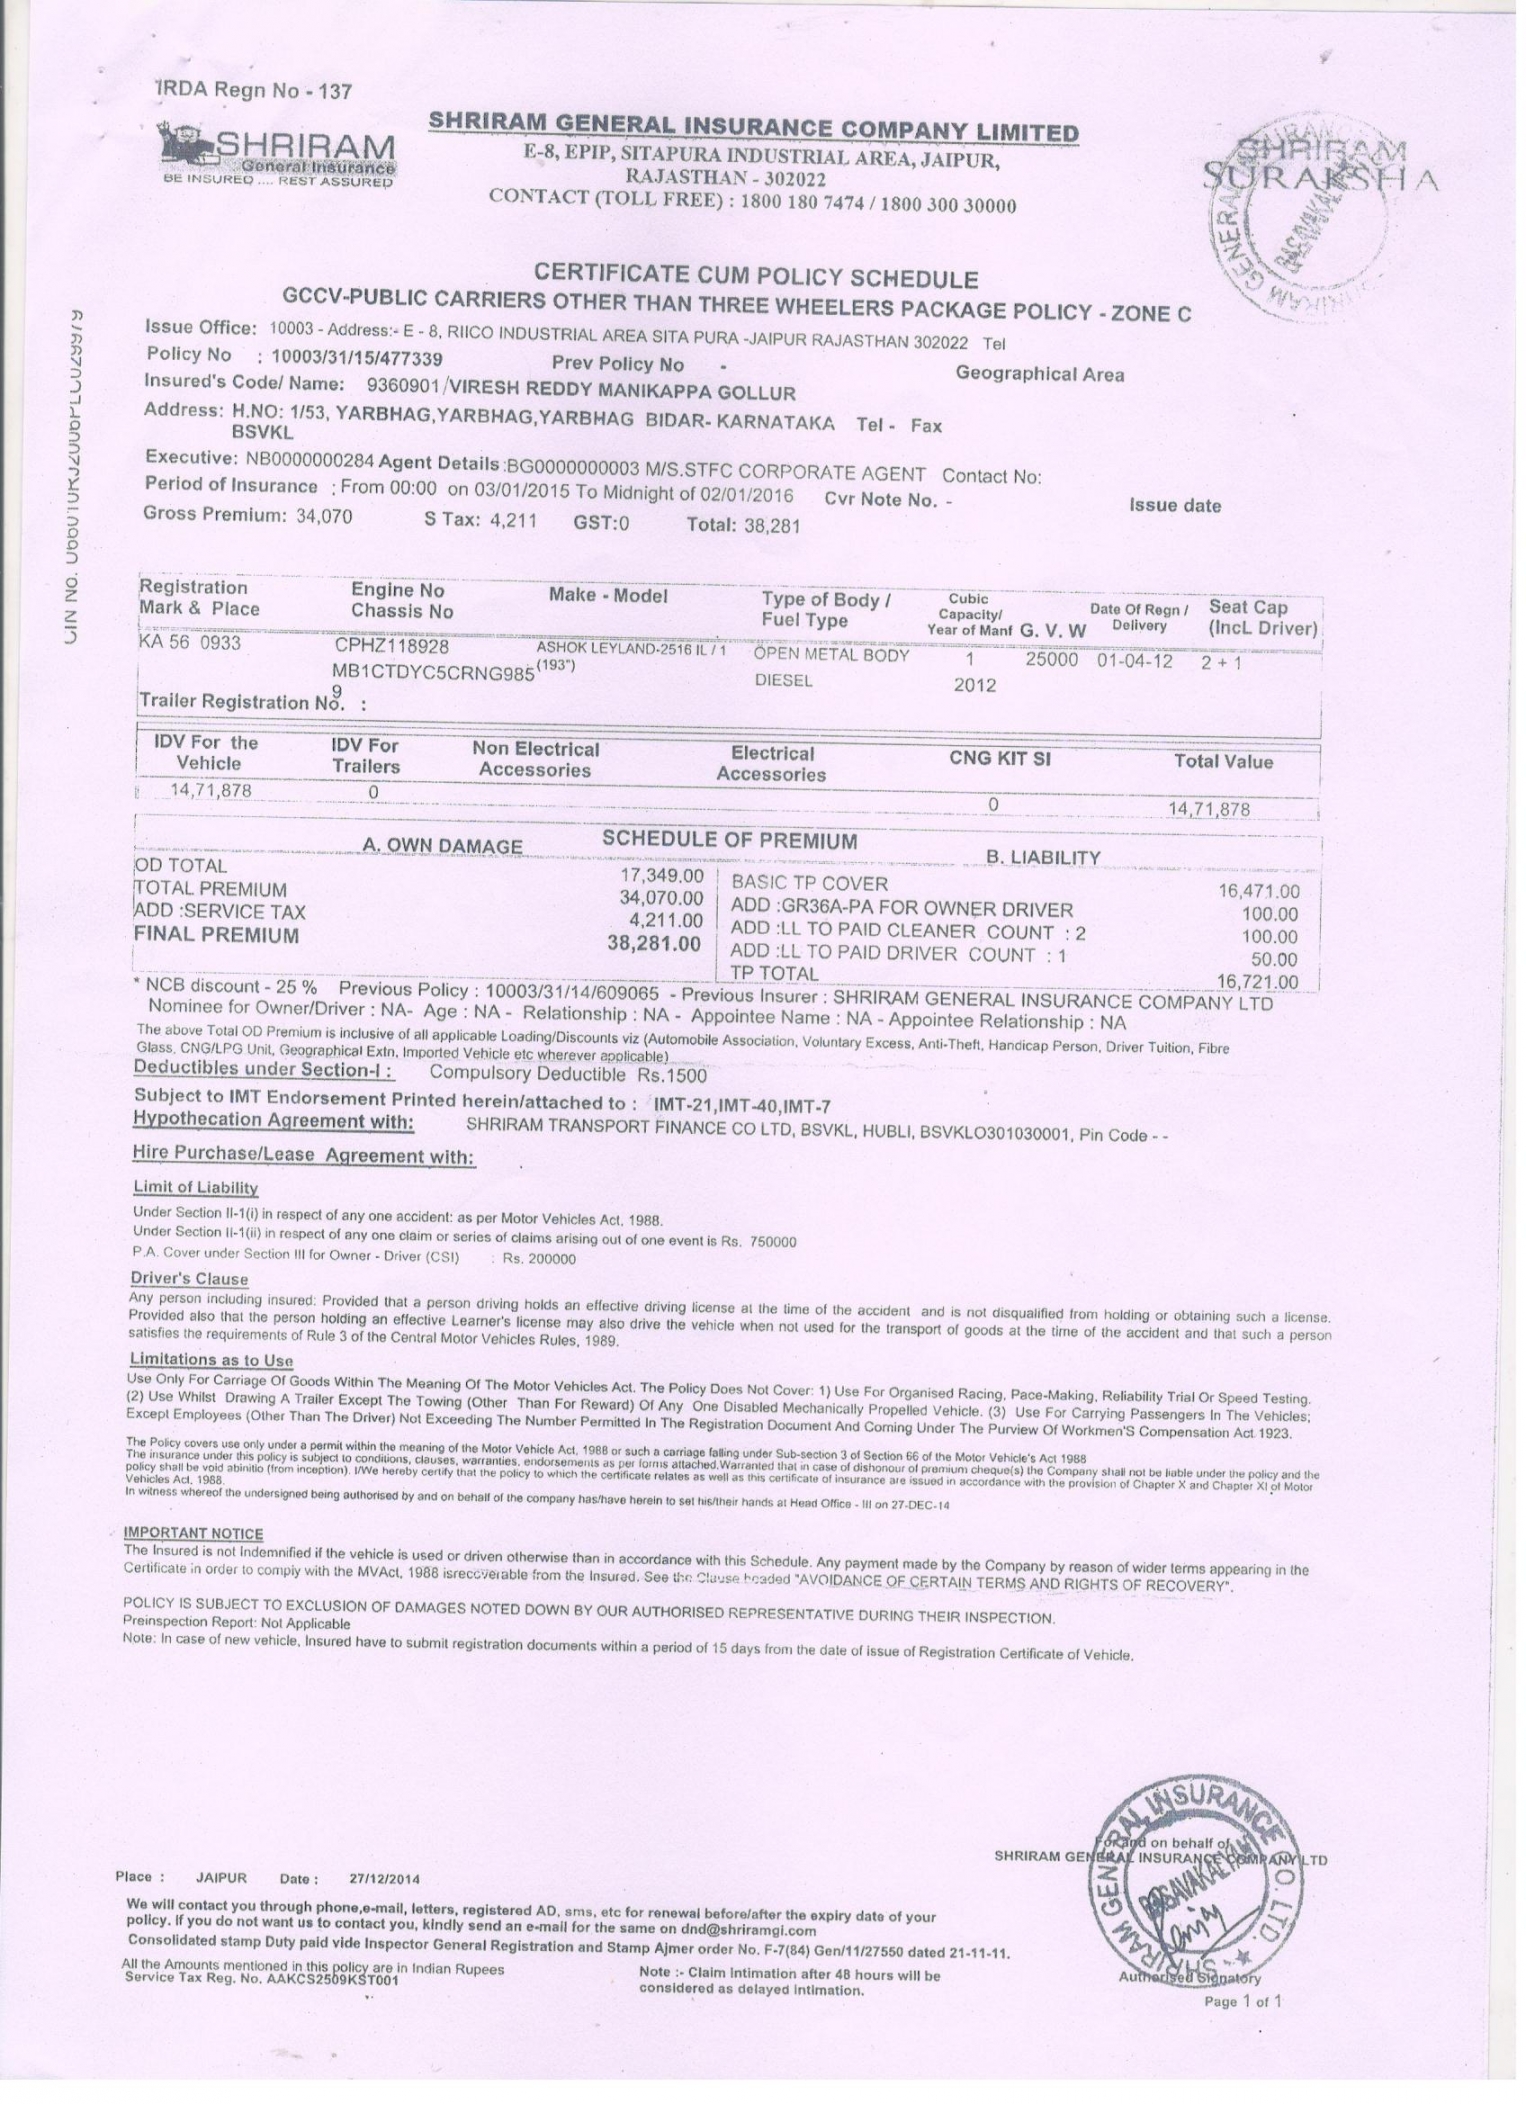 IRDA Regn No - 137
SHRIRAM
General Insurance
BE INSURED .... REST ASSURED
SHRIRAM GENERAL INSURANCE COMPANY LIMITED
E-8, EPIP, SITAPURA INDUSTRIAL AREA, JAIPUR,
RAJASTHAN - 302022
CONTACT (TOLL FREE) : 1800 180 7474 / 1800 300 30000
SHRIRAM
SURAKSHA
CERTIFICATE CUM POLICY SCHEDULE
GCCV-PUBLIC CARRIERS OTHER THAN THREE WHEELERS PACKAGE POLICY - ZONE C
Issue Office: 10003 - Address:- E - 8, RIICO INDUSTRIAL AREA SITA PURA -JAIPUR RAJASTHAN 302022 Tel
Policy No : 10003/31/15/477339 Prev Policy No - Geographical Area
Insured's Code/ Name: 9360901/VIRESH REDDY MANIKAPPA GOLLUR
Address: H.NO: 1/53, YARBHAG,YARBHAG,YARBHAG BIDAR- KARNATAKA Tel - Fax
BSVKL
Executive: NB0000000284 Agent Details :BG0000000003 M/S.STFC CORPORATE AGENT Contact No:
Period of Insurance : From 00:00 on 03/01/2015 To Midnight of 02/01/2016 Cvr Note No. - Issue date
Gross Premium: 34,070 S Tax: 4,211 GST:0 Total: 38,281
CIN No.
Registration Engine No Make - Model Type of Body / Cubic Date Of Regn / Seat Cap
Mark & Place Chassis No Fuel Type Capacity/ Delivery (IncL Driver)
Year of Manf G. V. W
KA 56 0933 CPHZ118928 ASHOK LEYLAND-2516 IL / 1 OPEN METAL BODY 1 25000 01-04-12 2 + 1
MB1CTDYC5CRNG985 (193") DIESEL 2012
9
Trailer Registration No. :
IDV For the IDV For Non Electrical Electrical CNG KIT SI Total Value
Vehicle Trailers Accessories Accessories
14,71,878 0 0 14,71,878
SCHEDULE OF PREMIUM
A. OWN DAMAGE B. LIABILITY
OD TOTAL 17,349.00 BASIC TP COVER 16,471.00
TOTAL PREMIUM 34,070.00 ADD :GR36A-PA FOR OWNER DRIVER 100.00
ADD :SERVICE TAX 4,211.00 ADD :LL TO PAID CLEANER COUNT : 2 100.00
FINAL PREMIUM 38,281.00 ADD :LL TO PAID DRIVER COUNT : 1 50.00
TP TOTAL 16,721.00
* NCB discount - 25 % Previous Policy : 10003/31/14/609065 - Previous Insurer : SHRIRAM GENERAL INSURANCE COMPANY LTD
Nominee for Owner/Driver : NA- Age : NA - Relationship : NA - Appointee Name : NA - Appointee Relationship : NA
The above Total OD Premium is inclusive of all applicable Loading/Discounts viz (Automobile Association, Voluntary Excess, Anti-Theft, Handicap Person, Driver Tuition, Fibre
Glass, CNG/LPG Unit, Geographical Extn, Imported Vehicle etc wherever applicable)
Deductibles under Section-I : Compulsory Deductible Rs.1500
Subject to IMT Endorsement Printed herein/attached to : IMT-21,IMT-40,IMT-7
Hypothecation Agreement with: SHRIRAM TRANSPORT FINANCE CO LTD, BSVKL, HUBLI, BSVKLO301030001, Pin Code - -
Hire Purchase/Lease Agreement with:
Limit of Liability
Under Section II-1(i) in respect of any one accident: as per Motor Vehicles Act, 1988.
Under Section II-1(ii) in respect of any one claim or series of claims arising out of one event is Rs. 750000
P.A. Cover under Section III for Owner - Driver (CSI) : Rs. 200000
Driver's Clause
Any person including insured: Provided that a person driving holds an effective driving license at the time of the accident and is not disqualified from holding or obtaining such a license.
Provided also that the person holding an effective Learner's license may also drive the vehicle when not used for the transport of goods at the time of the accident and that such a person
satisfies the requirements of Rule 3 of the Central Motor Vehicles Rules, 1989.
Limitations as to Use
Use Only For Carriage Of Goods Within The Meaning Of The Motor Vehicles Act. The Policy Does Not Cover: 1) Use For Organised Racing, Pace-Making, Reliability Trial Or Speed Testing.
(2) Use Whilst Drawing A Trailer Except The Towing (Other Than For Reward) Of Any One Disabled Mechanically Propelled Vehicle. (3) Use For Carrying Passengers In The Vehicles;
Except Employees (Other Than The Driver) Not Exceeding The Number Permitted In The Registration Document And Coming Under The Purview Of Workmen'S Compensation Act 1923.
The Policy covers use only under a permit within the meaning of the Motor Vehicle Act, 1988 or such a carriage falling under Sub-section 3 of Section 66 of the Motor Vehicle's Act 1988
The insurance under this policy is subject to conditions, clauses, warranties, endorsements as per forms attached.Warranted that in case of dishonour of premium cheque(s) the Company shall not be liable under the policy and the
policy shall be void abinitio (from inception). I/We hereby certify that the policy to which the certificate relates as well as this certificate of insurance are issued in accordance with the provision of Chapter X and Chapter XI of Motor
Vehicles Act, 1988.
In witness whereof the undersigned being authorised by and on behalf of the company has/have herein to set his/their hands at Head Office - III on 27-DEC-14
IMPORTANT NOTICE
The Insured is not Indemnified if the vehicle is used or driven otherwise than in accordance with this Schedule. Any payment made by the Company by reason of wider terms appearing in the
Certificate in order to comply with the MVAct, 1988 isrecoverable from the Insured. See the Clause headed "AVOIDANCE OF CERTAIN TERMS AND RIGHTS OF RECOVERY".
POLICY IS SUBJECT TO EXCLUSION OF DAMAGES NOTED DOWN BY OUR AUTHORISED REPRESENTATIVE DURING THEIR INSPECTION.
Preinspection Report: Not Applicable
Note: In case of new vehicle, Insured have to submit registration documents within a period of 15 days from the date of issue of Registration Certificate of Vehicle.
For and on behalf of
SHRIRAM GENERAL INSURANCE COMPANY LTD
SHRIRAM GENERAL INSURANCE CO. LTD.
BASAVAKALYAN
Place : JAIPUR Date : 27/12/2014
We will contact you through phone,e-mail, letters, registered AD, sms, etc for renewal before/after the expiry date of your
policy. If you do not want us to contact you, kindly send an e-mail for the same on dnd@shriramgi.com
Consolidated stamp Duty paid vide Inspector General Registration and Stamp Ajmer order No. F-7(84) Gen/11/27550 dated 21-11-11.
All the Amounts mentioned in this policy are in Indian Rupees
Service Tax Reg. No. AAKCS2509KST001
Note :- Claim Intimation after 48 hours will be
considered as delayed intimation.
Authorised Signatory
Page 1 of 1